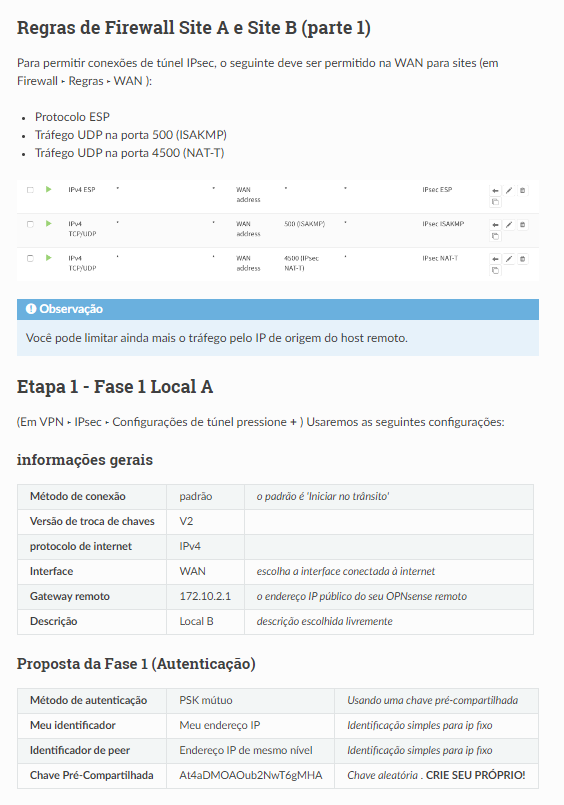 Regras de Firewall Site A e Site B (parte 1)
Para permitir conexões de túnel IPsec, o seguinte deve ser permitido na WAN para sites (em
Firewall ‣ Regras ‣ WAN ):
• Protocolo ESP
• Tráfego UDP na porta 500 (ISAKMP)
• Tráfego UDP na porta 4500 (NAT-T)
IPv4 ESP * * WAN address * * IPsec ESP
IPv4 TCP/UDP * * WAN address 500 (ISAKMP) * IPsec ISAKMP
IPv4 TCP/UDP * * WAN address 4500 (IPsec NAT-T) * IPsec NAT-T
Observação
Você pode limitar ainda mais o tráfego pelo IP de origem do host remoto.
Etapa 1 - Fase 1 Local A
(Em VPN ‣ IPsec ‣ Configurações de túnel pressione + ) Usaremos as seguintes configurações:
informações gerais
Método de conexão padrão o padrão é 'Iniciar no trânsito'
Versão de troca de chaves V2
protocolo de internet IPv4
Interface WAN escolha a interface conectada à internet
Gateway remoto 172.10.2.1 o endereço IP público do seu OPNsense remoto
Descrição Local B descrição escolhida livremente
Proposta da Fase 1 (Autenticação)
Método de autenticação PSK mútuo Usando uma chave pré-compartilhada
Meu identificador Meu endereço IP Identificação simples para ip fixo
Identificador de peer Endereço IP de mesmo nível Identificação simples para ip fixo
Chave Pré-Compartilhada At4aDMOAOub2NwT6gMHA Chave aleatória . CRIE SEU PRÓPRIO!